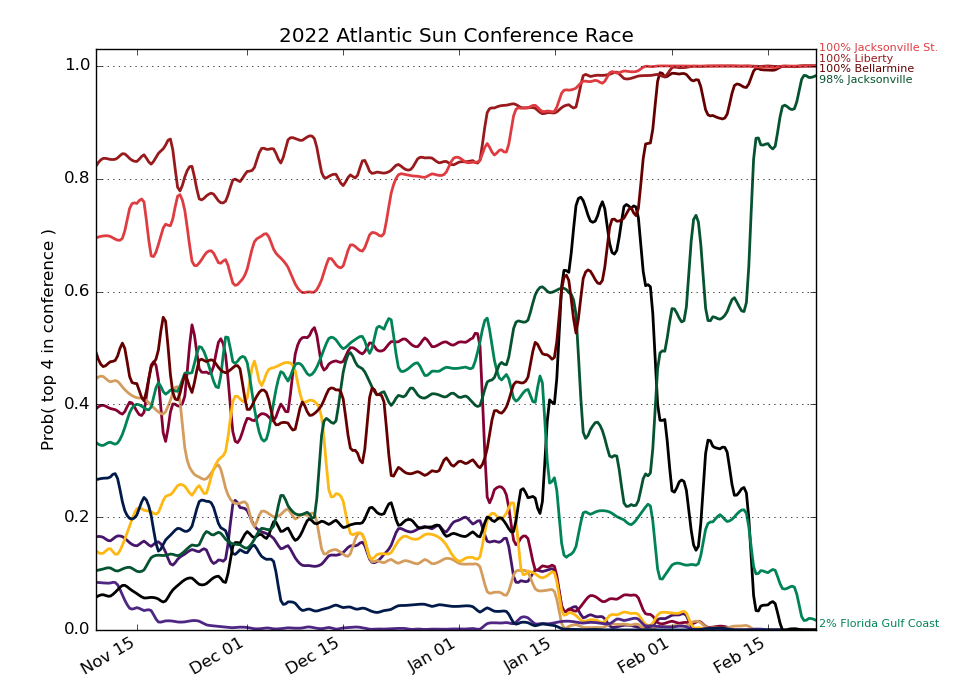 2022 Atlantic Sun Conference Race
100% Jacksonville St.
100% Liberty
100% Bellarmine
98% Jacksonville
2% Florida Gulf Coast
Prob( top 4 in conference )
1.0
0.8
0.6
0.4
0.2
0.0
Nov 15
Dec 01
Dec 15
Jan 01
Jan 15
Feb 01
Feb 15